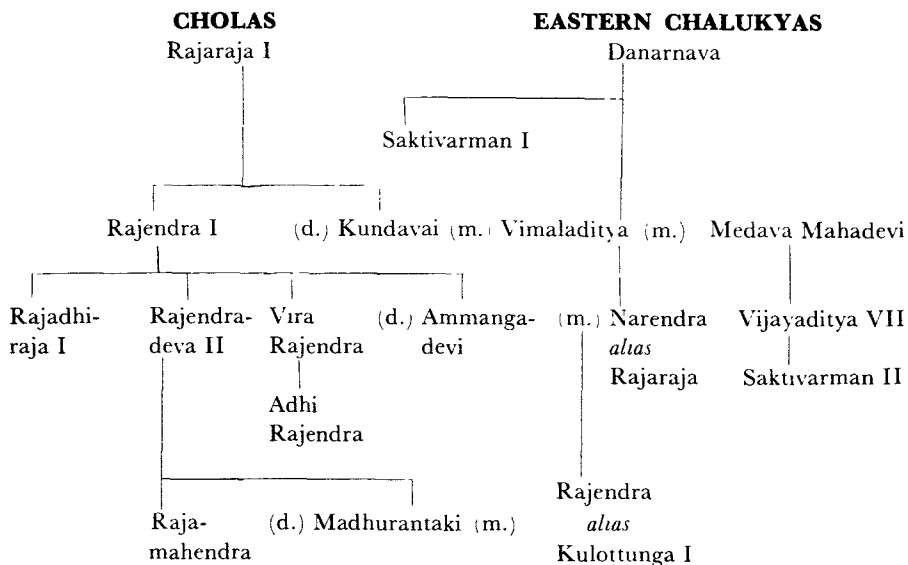 CHOLAS EASTERN CHALUKYAS
Rajaraja I Danarnava
Saktivarman I
Rajendra I (d.) Kundavai (m.) Vimaladitya (m.) Medava Mahadevi
Rajadhi- Rajendra- Vira (d.) Ammanga- (m.) Narendra Vijayaditya VII
raja I deva II Rajendra devi alias
Rajaraja Saktivarman II
Adhi
Rajendra
Rajendra
Raja- (d.) Madhurantaki (m.) alias
mahendra Kulottunga I